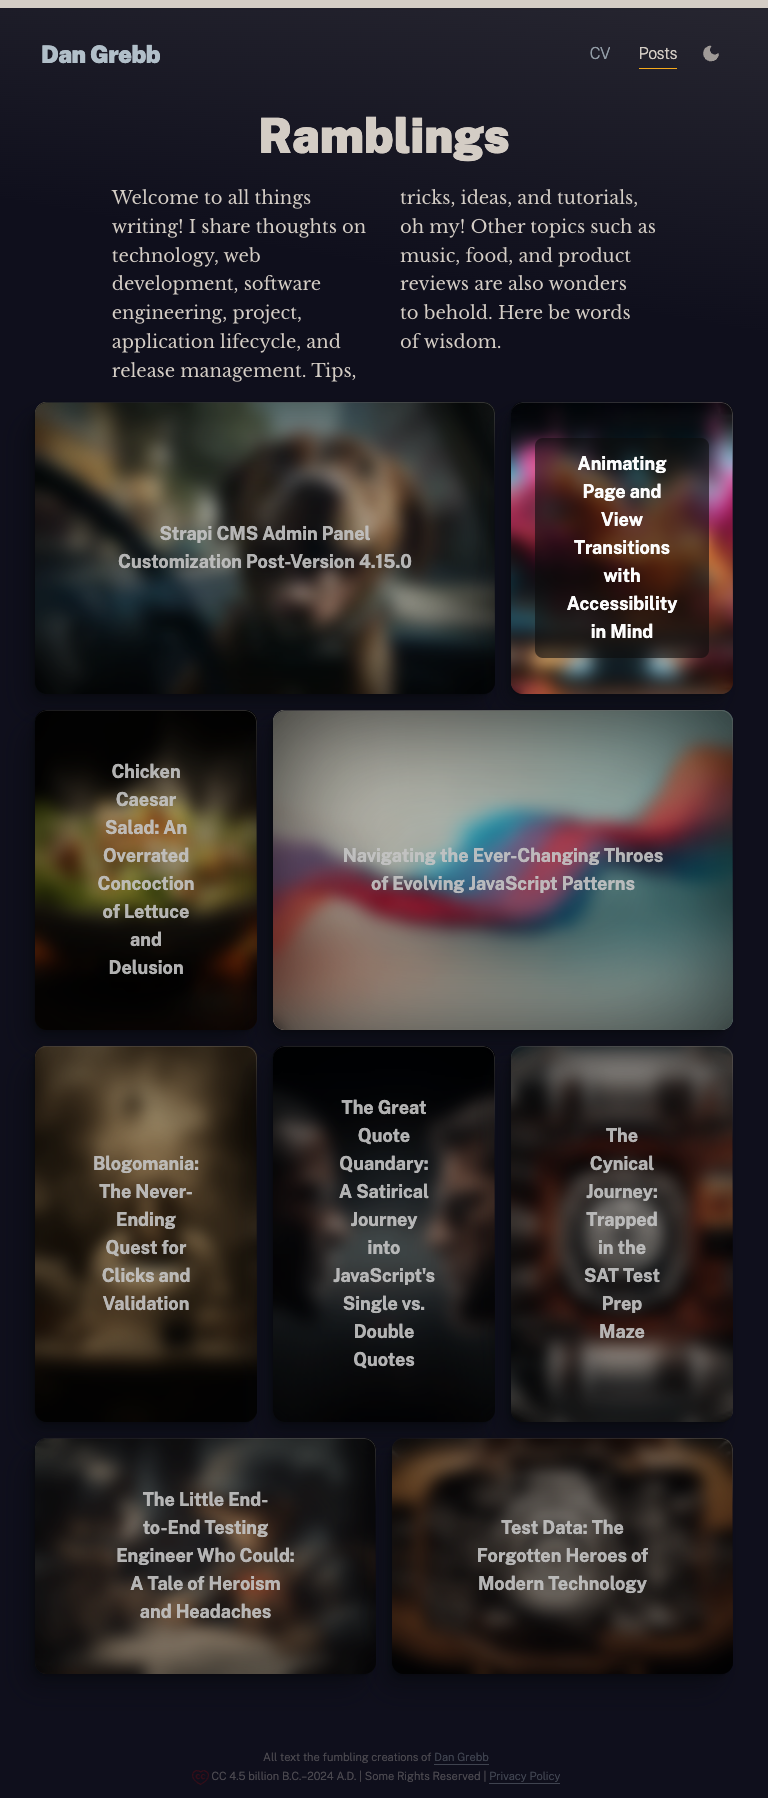 Dan Grebb
CV
Posts
Ramblings
Welcome to all things
writing! I share thoughts on
technology, web
development, software
engineering, project,
application lifecycle, and
release management. Tips,
tricks, ideas, and tutorials,
oh my! Other topics such as
music, food, and product
reviews are also wonders
to behold. Here be words
of wisdom.
Strapi CMS Admin Panel
Customization Post-Version 4.15.0
Animating
Page and
View
Transitions
with
Accessibility
in Mind
Chicken
Caesar
Salad: An
Overrated
Concoction
of Lettuce
and
Delusion
Navigating the Ever-Changing Throes
of Evolving JavaScript Patterns
Blogomania:
The Never-
Ending
Quest for
Clicks and
Validation
The Great
Quote
Quandary:
A Satirical
Journey
into
JavaScript's
Single vs.
Double
Quotes
The
Cynical
Journey:
Trapped
in the
SAT Test
Prep
Maze
The Little End-
to-End Testing
Engineer Who Could:
A Tale of Heroism
and Headaches
Test Data: The
Forgotten Heroes of
Modern Technology
All text the fumbling creations of Dan Grebb
CC 4.5 billion B.C.–2024 A.D. | Some Rights Reserved | Privacy Policy